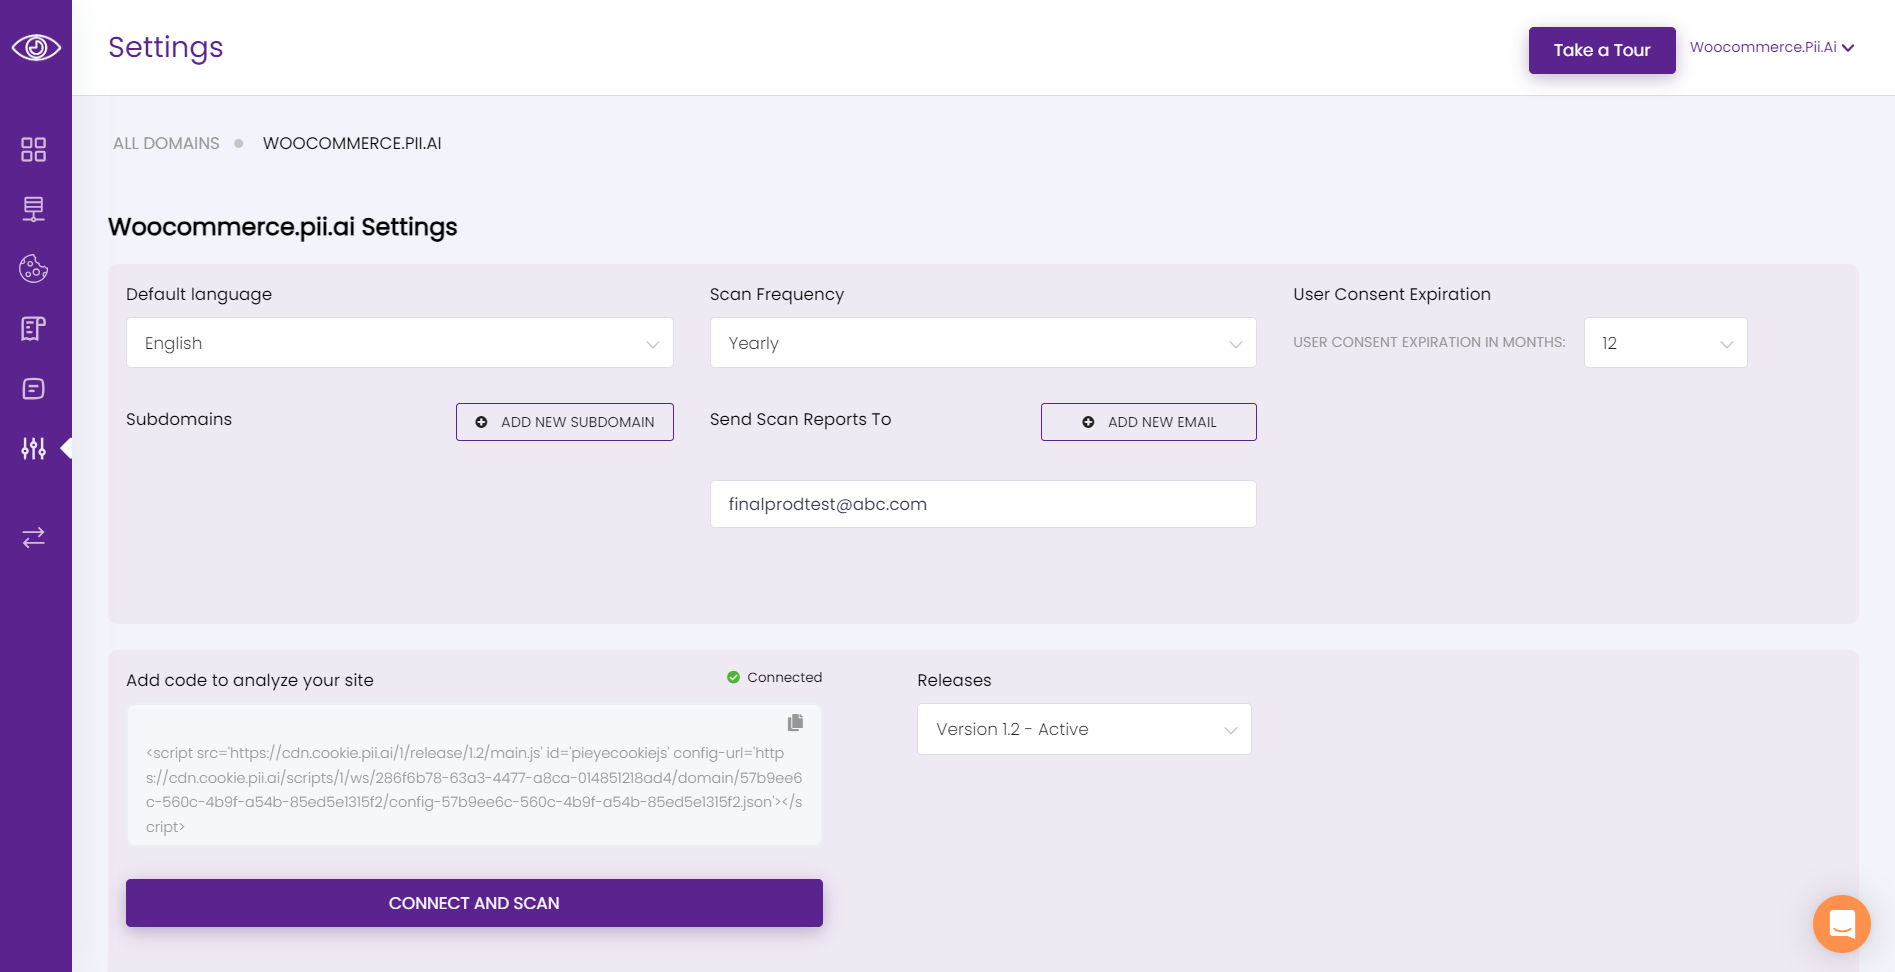 Settings
Take a Tour
Woocommerce.Pii.Ai
ALL DOMAINS
WOOCOMMERCE.PII.AI
Woocommerce.pii.ai Settings
Default language
Scan Frequency
User Consent Expiration
English
Yearly
USER CONSENT EXPIRATION IN MONTHS:
12
Subdomains
ADD NEW SUBDOMAIN
Send Scan Reports To
ADD NEW EMAIL
finalprodtest@abc.com
Add code to analyze your site
Connected
Releases
Version 1.2 - Active
<script src='https://cdn.cookie.pii.ai/1/release/1.2/main.js' id='pieyecookiejs' config-url='http
s://cdn.cookie.pii.ai/scripts/1/ws/286f6b78-63a3-4477-a8ca-014851218ad4/domain/57b9ee6
c-560c-4b9f-a54b-85ed5e1315f2/config-57b9ee6c-560c-4b9f-a54b-85ed5e1315f2.json'></s
cript>
CONNECT AND SCAN